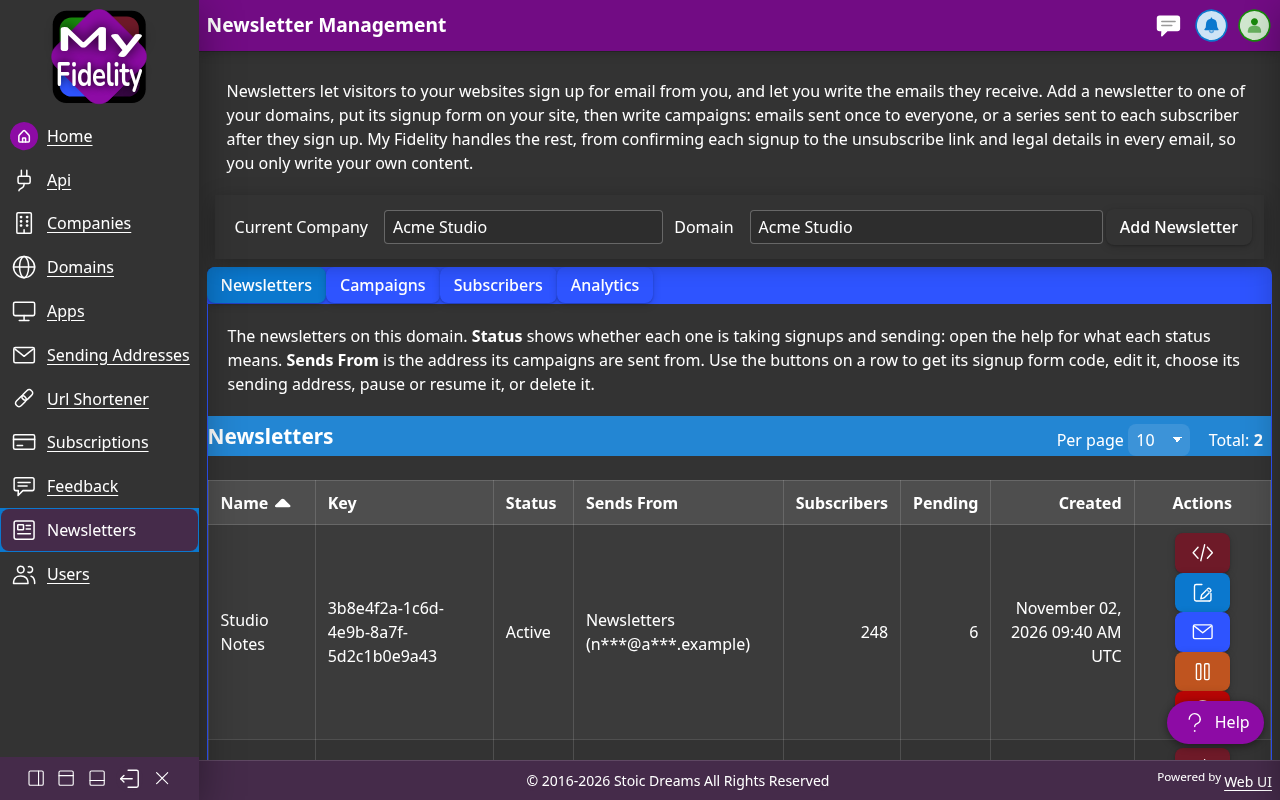 My
Fidelity
Newsletter Management
Home
Api
Companies
Domains
Apps
Sending Addresses
Url Shortener
Subscriptions
Feedback
Newsletters
Users
Newsletters let visitors to your websites sign up for email from you, and let you write the emails they receive. Add a newsletter to one of
your domains, put its signup form on your site, then write campaigns: emails sent once to everyone, or a series sent to each subscriber
after they sign up. My Fidelity handles the rest, from confirming each signup to the unsubscribe link and legal details in every email, so
you only write your own content.
Current Company Acme Studio Domain Acme Studio Add Newsletter
Newsletters Campaigns Subscribers Analytics
The newsletters on this domain. Status shows whether each one is taking signups and sending: open the help for what each status
means. Sends From is the address its campaigns are sent from. Use the buttons on a row to get its signup form code, edit it, choose its
sending address, pause or resume it, or delete it.
Newsletters Per page 10 Total: 2
Name Key Status Sends From Subscribers Pending Created Actions
Studio
Notes
3b8e4f2a-1c6d-
4e9b-8a7f-
5d2c1b0e9a43
Active
Newsletters
(n***@a***.example)
248
6
November 02,
2026 09:40 AM
UTC
Help
© 2016-2026 Stoic Dreams All Rights Reserved
Powered by Web UI